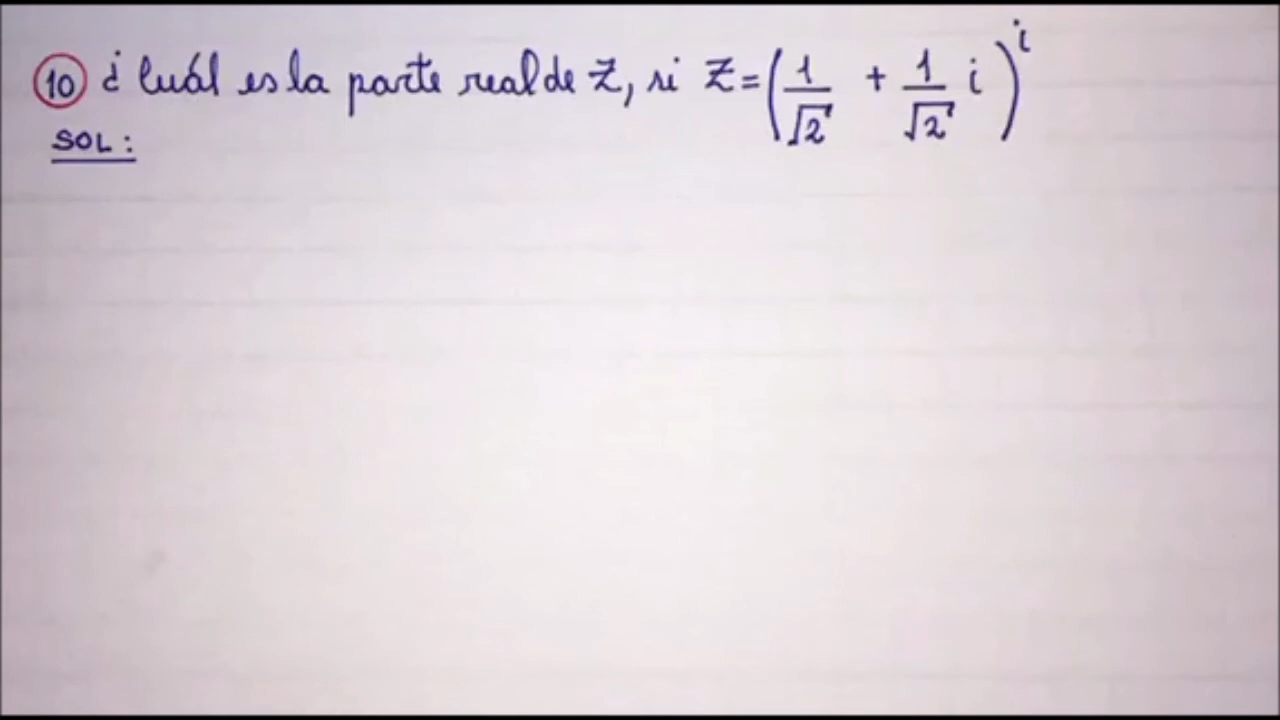 10 ¿Cuál es la parte real de Z, si Z = (1/√2 + 1/√2 i)^i
SOL: